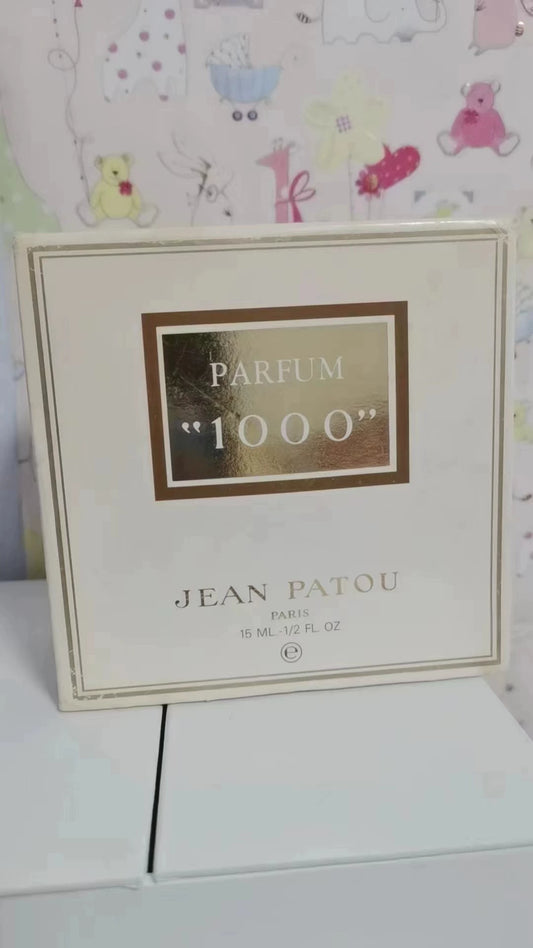 PARFUM
"1000"
JEAN PATOU
PARIS
15 ML.-1/2 FL. OZ
e